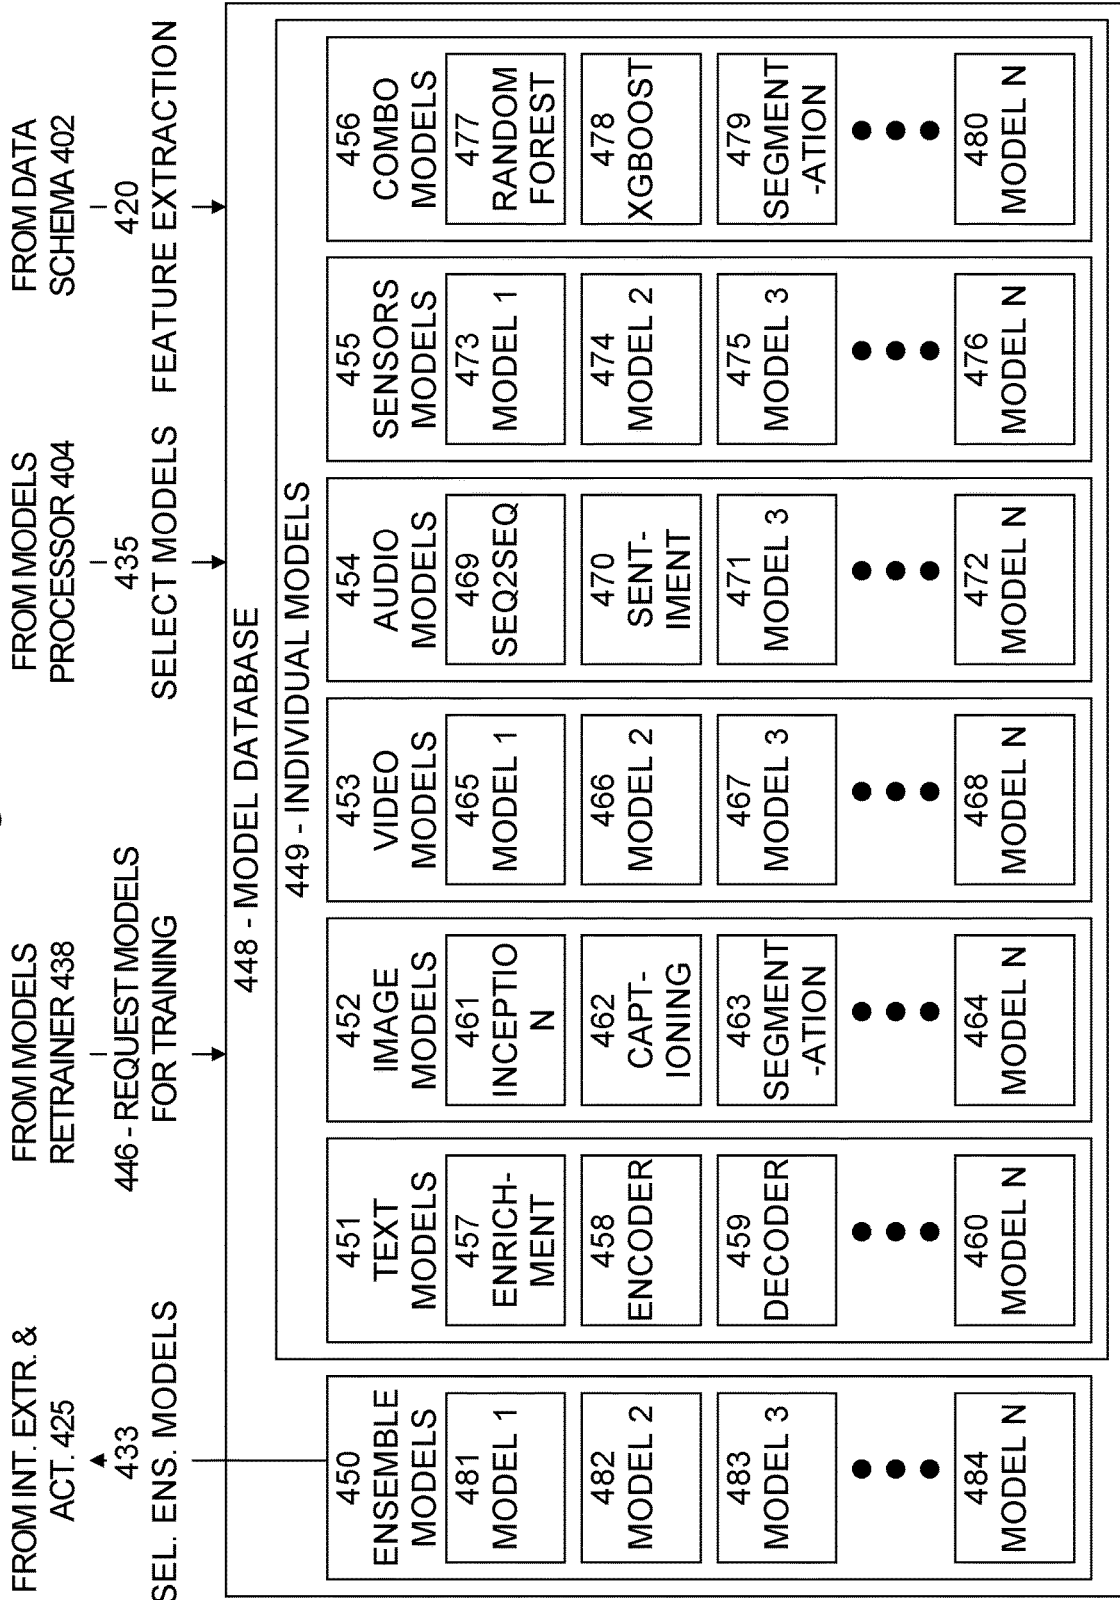 FROM INT. EXTR. &
ACT. 425
433
SEL. ENS. MODELS
FROM MODELS
RETRAINER 438
446 - REQUEST MODELS
FOR TRAINING
FROM MODELS
PROCESSOR 404
435
SELECT MODELS
FROM DATA
SCHEMA 402
420
FEATURE EXTRACTION
448 - MODEL DATABASE
449 - INDIVIDUAL MODELS
450
ENSEMBLE
MODELS
481
MODEL 1
482
MODEL 2
483
MODEL 3
484
MODEL N
451
TEXT
MODELS
457
ENRICH-
MENT
458
ENCODER
459
DECODER
460
MODEL N
452
IMAGE
MODELS
461
INCEPTIO
N
462
CAPT-
IONING
463
SEGMENT
-ATION
464
MODEL N
453
VIDEO
MODELS
465
MODEL 1
466
MODEL 2
467
MODEL 3
468
MODEL N
454
AUDIO
MODELS
469
SEQ2SEQ
470
SENT-
IMENT
471
MODEL 3
472
MODEL N
455
SENSORS
MODELS
473
MODEL 1
474
MODEL 2
475
MODEL 3
476
MODEL N
456
COMBO
MODELS
477
RANDOM
FOREST
478
XGBOOST
479
SEGMENT
-ATION
480
MODEL N